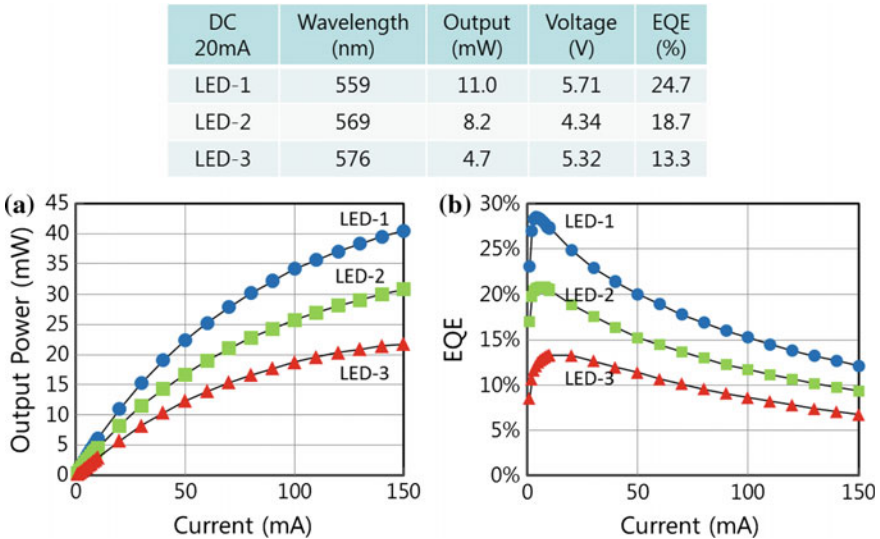 DC 20mA Wavelength (nm) Output (mW) Voltage (V) EQE (%)
LED-1 559 11.0 5.71 24.7
LED-2 569 8.2 4.34 18.7
LED-3 576 4.7 5.32 13.3
(a)
45
40
35
30
25
20
15
10
5
0
Output Power (mW)
LED-1
LED-2
LED-3
0 50 100 150
Current (mA)
(b)
30%
25%
20%
15%
10%
5%
0%
EQE
LED-1
LED-2
LED-3
0 50 100 150
Current (mA)